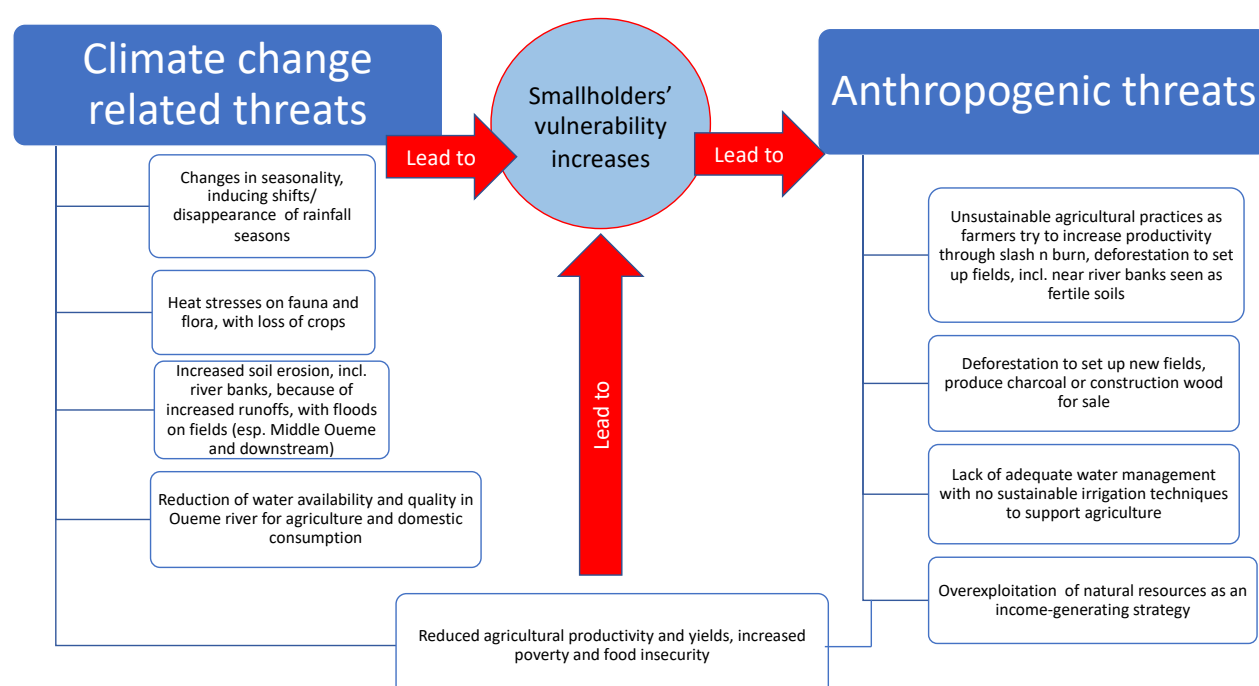 Climate change
related threats
Changes in seasonality,
inducing shifts/
disappearance of rainfall
seasons
Heat stresses on fauna and
flora, with loss of crops
Increased soil erosion, incl.
river banks, because of
increased runoffs, with floods
on fields (esp. Middle Oueme
and downstream)
Reduction of water availability and quality in
Oueme river for agriculture and domestic
consumption
Lead to
Smallholders’
vulnerability
increases
Lead to
Lead to
Reduced agricultural productivity and yields, increased
poverty and food insecurity
Anthropogenic threats
Unsustainable agricultural practices as
farmers try to increase productivity
through slash n burn, deforestation to set
up fields, incl. near river banks seen as
fertile soils
Deforestation to set up new fields,
produce charcoal or construction wood
for sale
Lack of adequate water management
with no sustainable irrigation techniques
to support agriculture
Overexploitation of natural resources as an
income-generating strategy